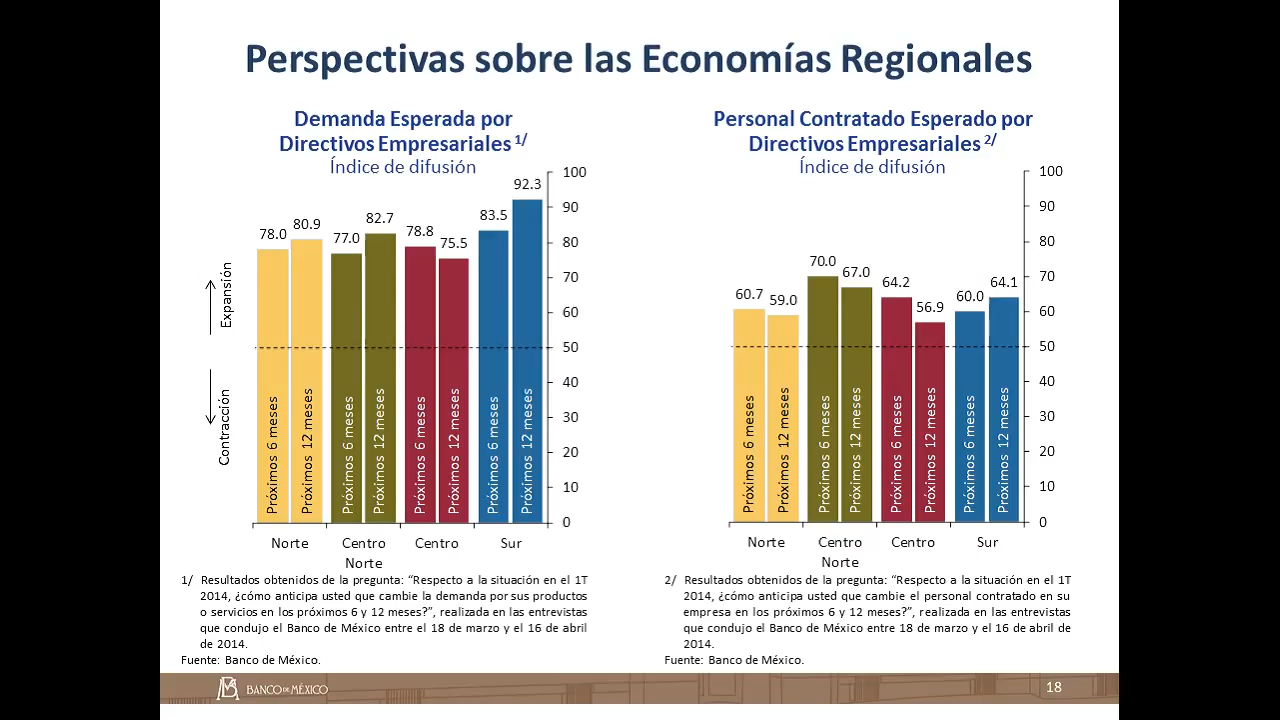 Perspectivas sobre las Economías Regionales
Demanda Esperada por
Directivos Empresariales 1/
Índice de difusión
100
90
80
70
60
50
40
30
20
10
0
Expansión
Contracción
78.0
80.9
77.0
82.7
78.8
75.5
83.5
92.3
Próximos 6 meses
Próximos 12 meses
Próximos 6 meses
Próximos 12 meses
Próximos 6 meses
Próximos 12 meses
Próximos 6 meses
Próximos 12 meses
Norte
Centro
Norte
Centro
Sur
1/ Resultados obtenidos de la pregunta: “Respecto a la situación en el 1T
2014, ¿cómo anticipa usted que cambie la demanda por sus productos
o servicios en los próximos 6 y 12 meses?”, realizada en las entrevistas
que condujo el Banco de México entre el 18 de marzo y el 16 de abril
de 2014.
Fuente: Banco de México.
Personal Contratado Esperado por
Directivos Empresariales 2/
Índice de difusión
100
90
80
70
60
50
40
30
20
10
0
60.7
59.0
70.0
67.0
64.2
56.9
60.0
64.1
Próximos 6 meses
Próximos 12 meses
Próximos 6 meses
Próximos 12 meses
Próximos 6 meses
Próximos 12 meses
Próximos 6 meses
Próximos 12 meses
Norte
Centro
Norte
Centro
Sur
2/ Resultados obtenidos de la pregunta: “Respecto a la situación en el 1T
2014, ¿cómo anticipa usted que cambie el personal contratado en su
empresa en los próximos 6 y 12 meses?”, realizada en las entrevistas
que condujo el Banco de México entre 18 de marzo y el 16 de abril de
2014.
Fuente: Banco de México.
BANCO DE MÉXICO
18